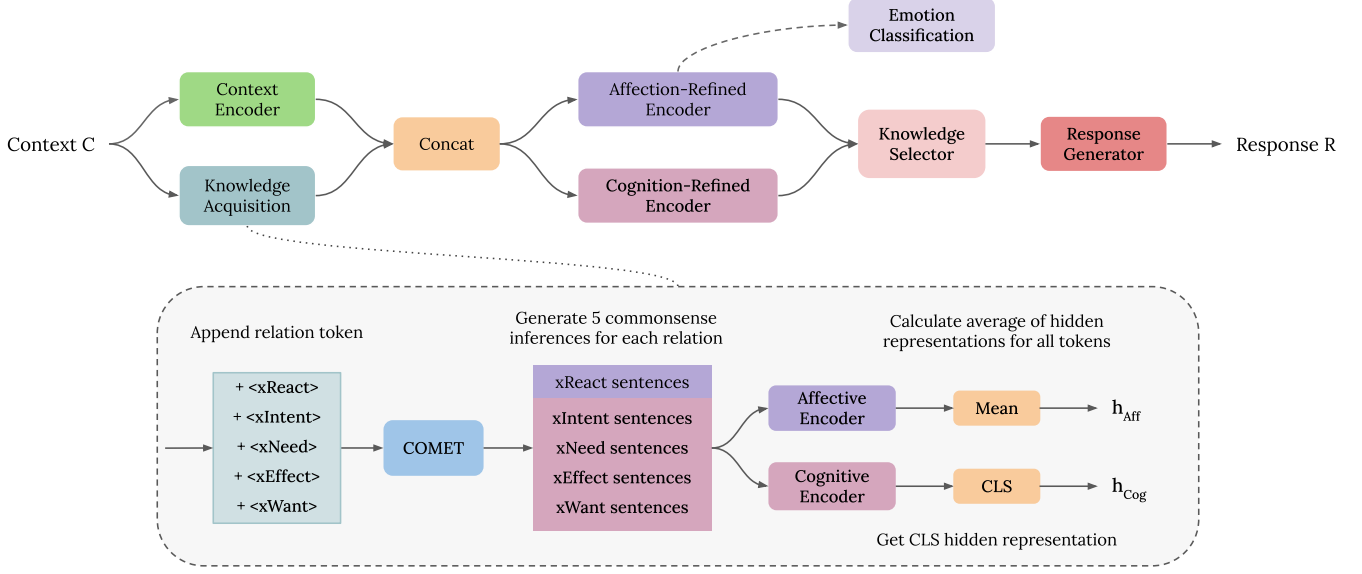 Emotion
Classification
Context
Encoder
Affection-Refined
Encoder
Context C
Concat
Knowledge
Selector
Response
Generator
Response R
Knowledge
Acquisition
Cognition-Refined
Encoder
Append relation token
Generate 5 commonsense
inferences for each relation
Calculate average of hidden
representations for all tokens
+ <xReact>
+ <xIntent>
+ <xNeed>
+ <xEffect>
+ <xWant>
COMET
xReact sentences
xIntent sentences
xNeed sentences
xEffect sentences
xWant sentences
Affective
Encoder
Mean
hAff
Cognitive
Encoder
CLS
hCog
Get CLS hidden representation